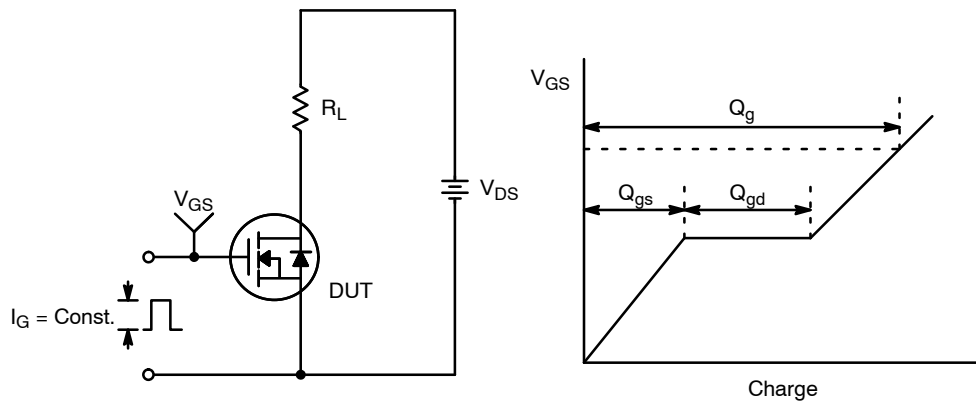 R_L
V_GS
V_DS
DUT
I_G = Const.
V_GS
Q_g
Q_gs
Q_gd
Charge